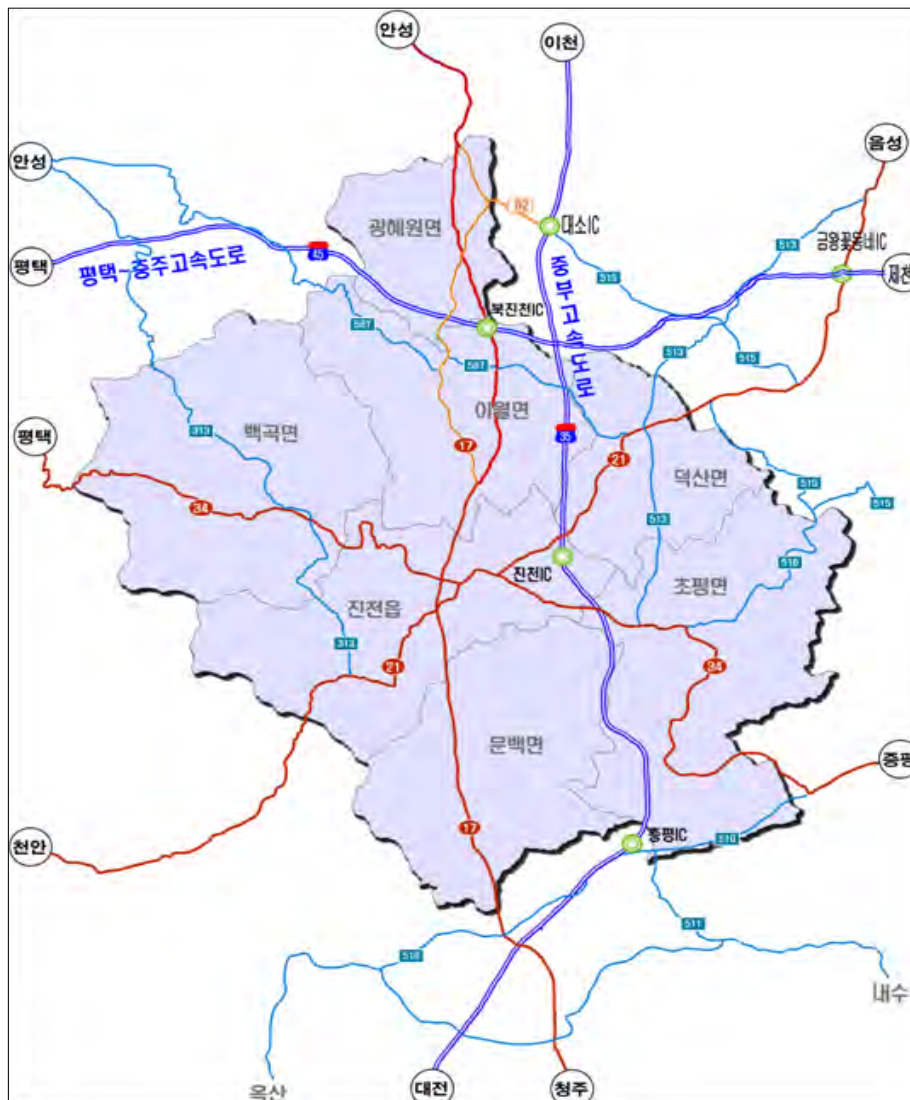 안성
이천
음성
안성
82
광혜원면
대소IC
513
금왕꽃동네IC
평택
45
평택~충주고속도로
515
제천
북진천IC
중부고속도로
587
513
515
587
이월면
백곡면
313
35
평택
17
21
덕산면
34
513
515
515
진천IC
초평면
516
진천읍
313
21
34
문백면
증평
17
증평IC
510
천안
511
510
내수
대전
청주
옥산